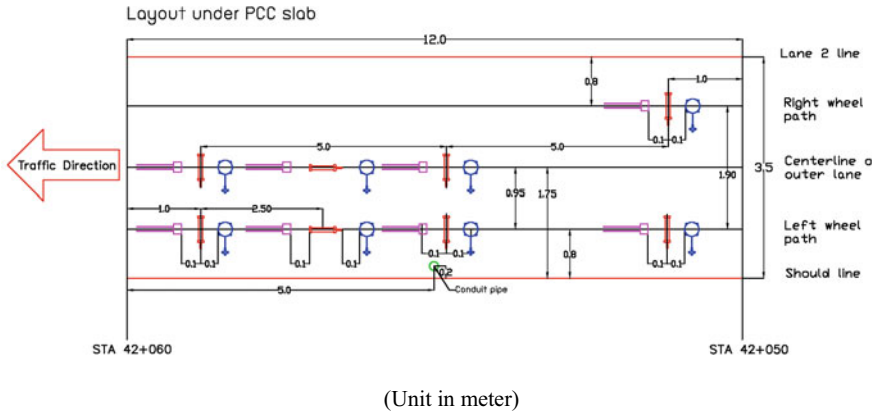 Layout under PCC slab
12.0
Lane 2 line
0.8
1.0
Right wheel
path
0.1 0.1
Traffic Direction
5.0
5.0
3.5
Centerline o
outer lane
0.95
1.75
1.90
1.0
2.50
Left wheel
path
0.1 0.1
0.1
0.1
0.1 0.1
0.8
0.1 0.1
0.2
Should line
5.0
Conduit pipe
STA 42+060
STA 42+050
(Unit in meter)